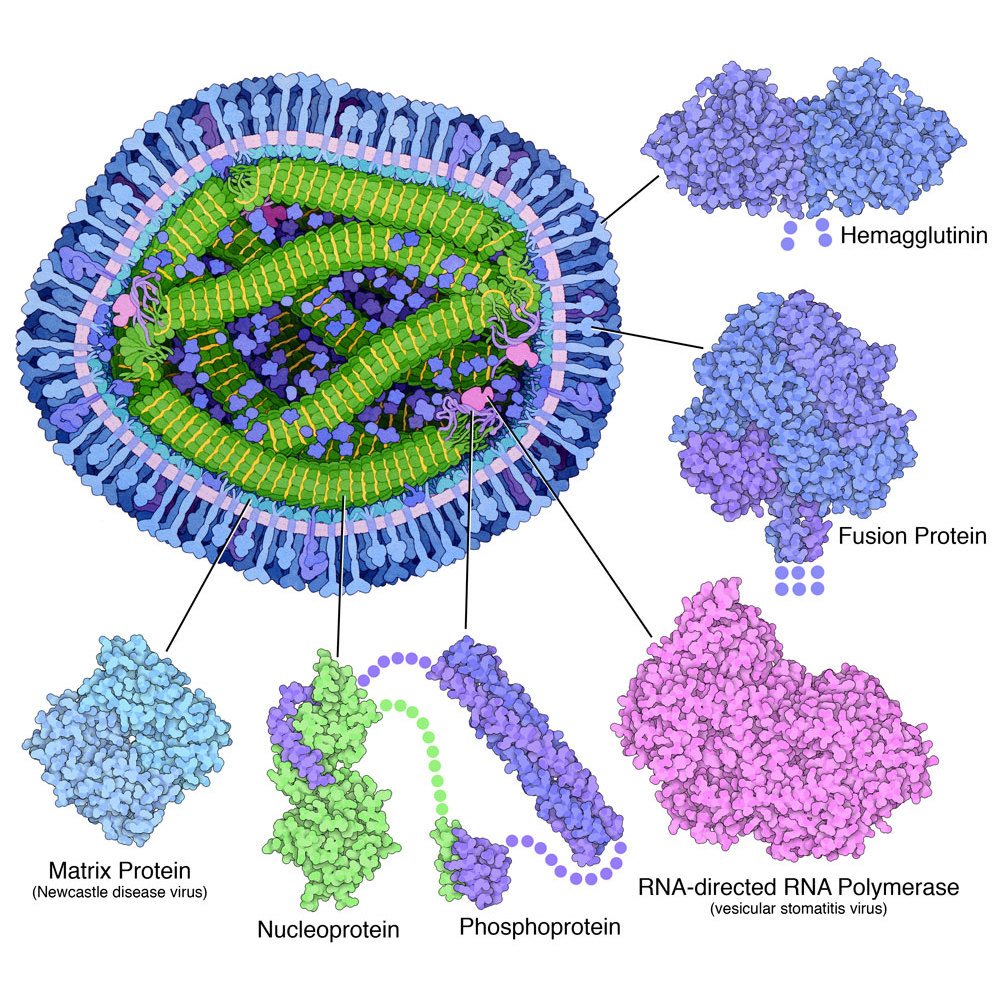 Hemagglutinin
Fusion Protein
Matrix Protein
(Newcastle disease virus)
Nucleoprotein
Phosphoprotein
RNA-directed RNA Polymerase
(vesicular stomatitis virus)